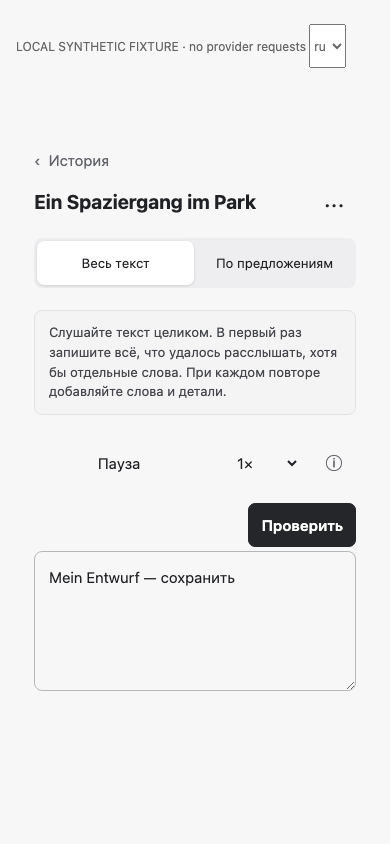 LOCAL SYNTHETIC FIXTURE · no provider requests ru
‹ История
Ein Spaziergang im Park ...
Весь текст По предложениям
Слушайте текст целиком. В первый раз
запишите всё, что удалось расслышать, хотя
бы отдельные слова. При каждом повторе
добавляйте слова и детали.
Пауза 1× ⓘ
Проверить
Mein Entwurf — сохранить